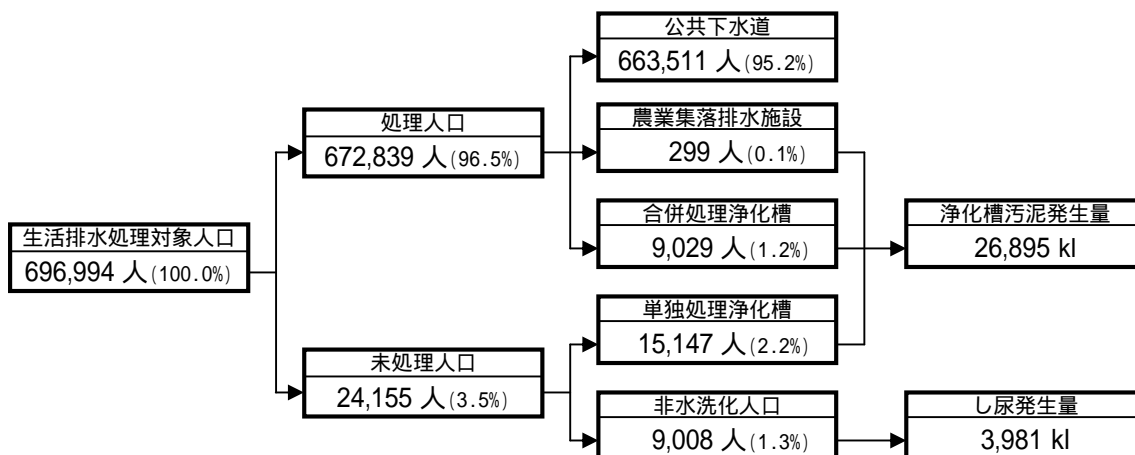 生活排水処理対象人口
696,994 人(100.0%)
処理人口
672,839 人(96.5%)
未処理人口
24,155 人(3.5%)
公共下水道
663,511 人(95.2%)
農業集落排水施設
299 人(0.1%)
合併処理浄化槽
9,029 人(1.2%)
単独処理浄化槽
15,147 人(2.2%)
非水洗化人口
9,008 人(1.3%)
浄化槽汚泥発生量
26,895 kl
し尿発生量
3,981 kl